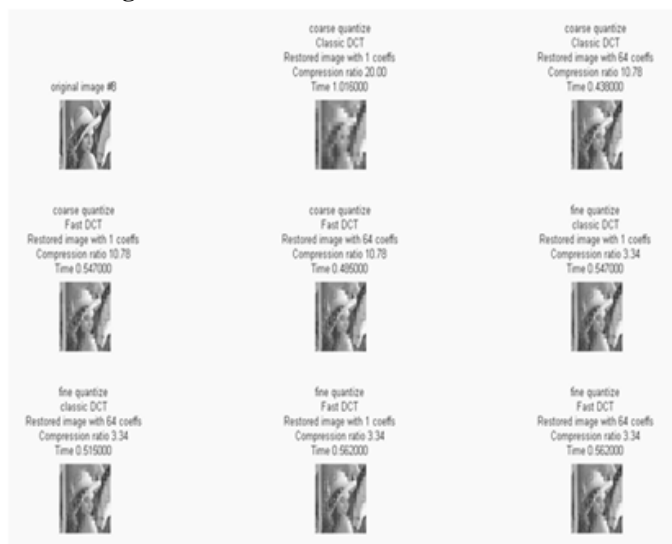 original image #8
coarse quantize
Classic DCT
Restored image with 1 coeffs
Compression ratio 20.00
Time 1.016000
coarse quantize
Classic DCT
Restored image with 64 coeffs
Compression ratio 10.78
Time 0.438000
coarse quantize
Fast DCT
Restored image with 1 coeffs
Compression ratio 10.78
Time 0.547000
coarse quantize
Fast DCT
Restored image with 64 coeffs
Compression ratio 10.78
Time 0.485000
fine quantize
classic DCT
Restored image with 1 coeffs
Compression ratio 3.34
Time 0.547000
fine quantize
classic DCT
Restored image with 64 coeffs
Compression ratio 3.34
Time 0.515000
fine quantize
Fast DCT
Restored image with 1 coeffs
Compression ratio 3.34
Time 0.562000
fine quantize
Fast DCT
Restored image with 64 coeffs
Compression ratio 3.34
Time 0.562000